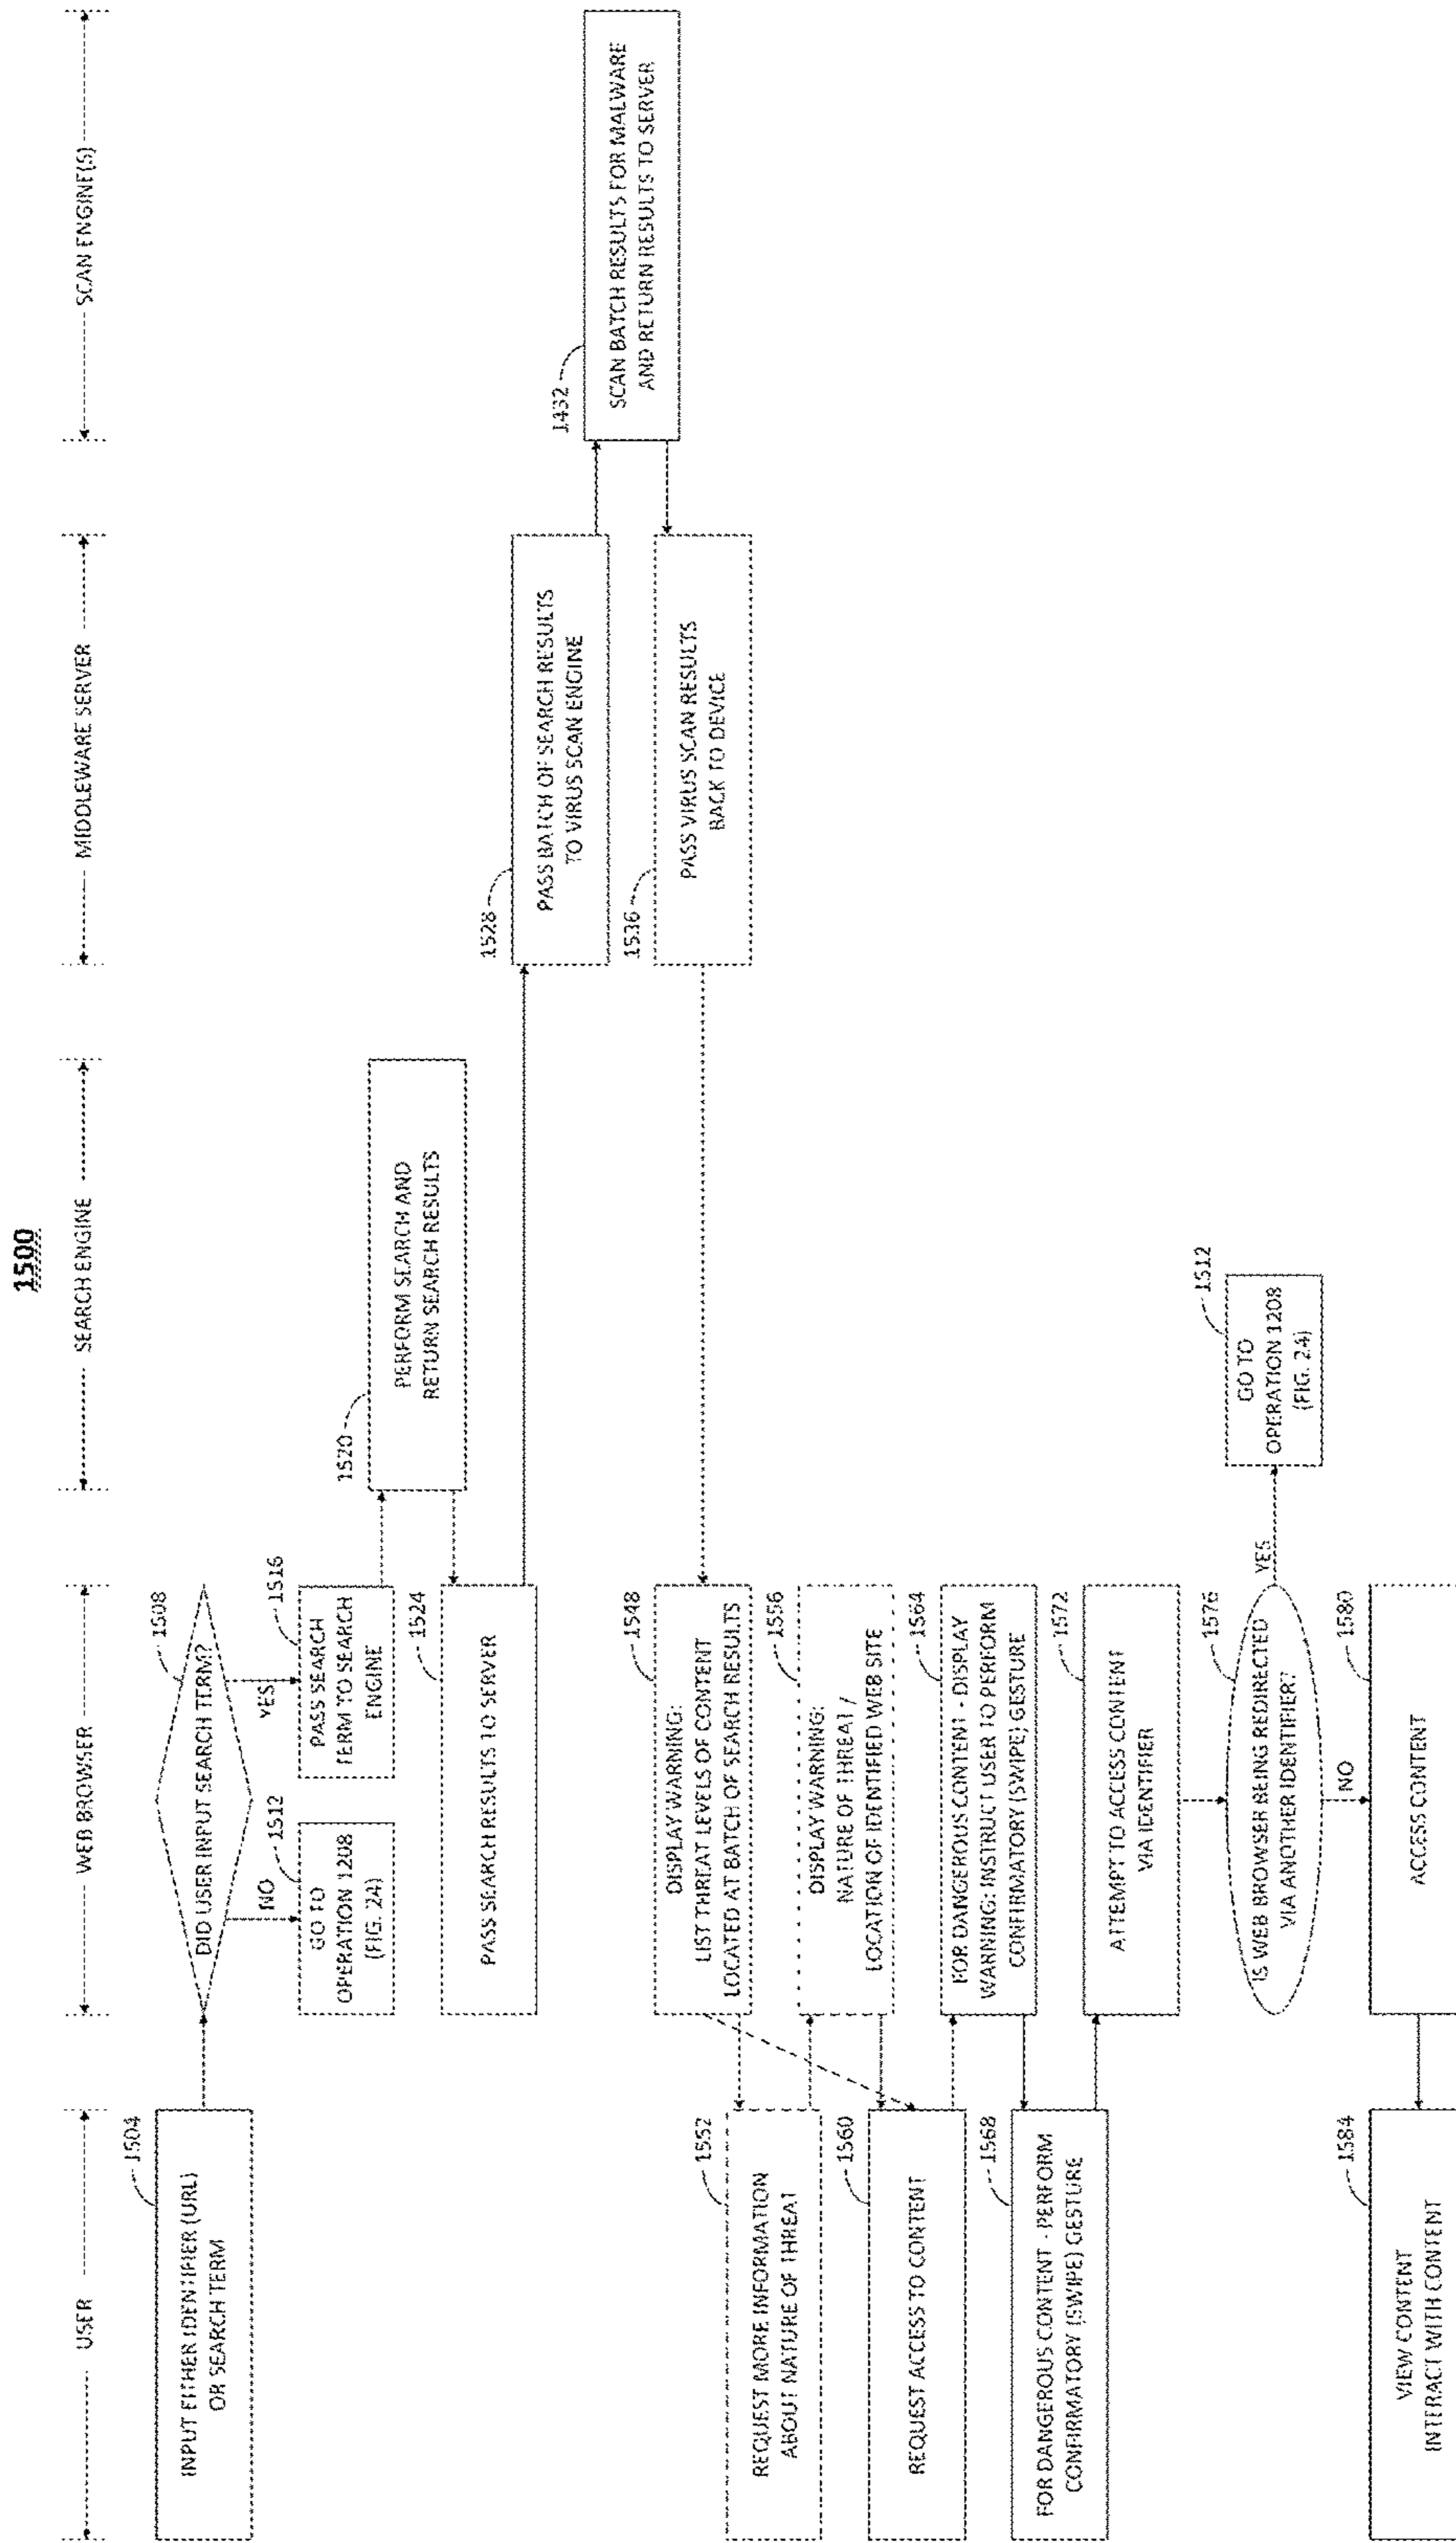 1500
USER
WEB BROWSER
SEARCH ENGINE
MIDDLEWARE SERVER
SCAN ENGINE(S)
1504
INPUT EITHER IDENTIFIER (URL)
OR SEARCH TERM
1508
DID USER INPUT SEARCH TERM?
NO
YES
1512
GO TO
OPERATION 1208
(FIG. 24)
1516
PASS SEARCH
TERM TO SEARCH
ENGINE
1520
PERFORM SEARCH AND
RETURN SEARCH RESULTS
1524
PASS SEARCH RESULTS TO SERVER
1528
PASS BATCH OF SEARCH RESULTS
TO VIRUS SCAN ENGINE
1432
SCAN BATCH RESULTS FOR MALWARE
AND RETURN RESULTS TO SERVER
1536
PASS VIRUS SCAN RESULTS
BACK TO DEVICE
1548
DISPLAY WARNING:
LIST THREAT LEVELS OF CONTENT
LOCATED AT BATCH OF SEARCH RESULTS
1552
REQUEST MORE INFORMATION
ABOUT NATURE OF THREAT
1556
DISPLAY WARNING:
NATURE OF THREAT /
LOCATION OF IDENTIFIED WEB SITE
1560
REQUEST ACCESS TO CONTENT
1564
FOR DANGEROUS CONTENT - DISPLAY
WARNING: INSTRUCT USER TO PERFORM
CONFIRMATORY (SWIPE) GESTURE
1568
FOR DANGEROUS CONTENT - PERFORM
CONFIRMATORY (SWIPE) GESTURE
1572
ATTEMPT TO ACCESS CONTENT
VIA IDENTIFIER
1576
IS WEB BROWSER BEING REDIRECTED
VIA ANOTHER IDENTIFIER?
YES
1512
GO TO
OPERATION 1208
(FIG. 24)
NO
1580
ACCESS CONTENT
1584
VIEW CONTENT
INTERACT WITH CONTENT